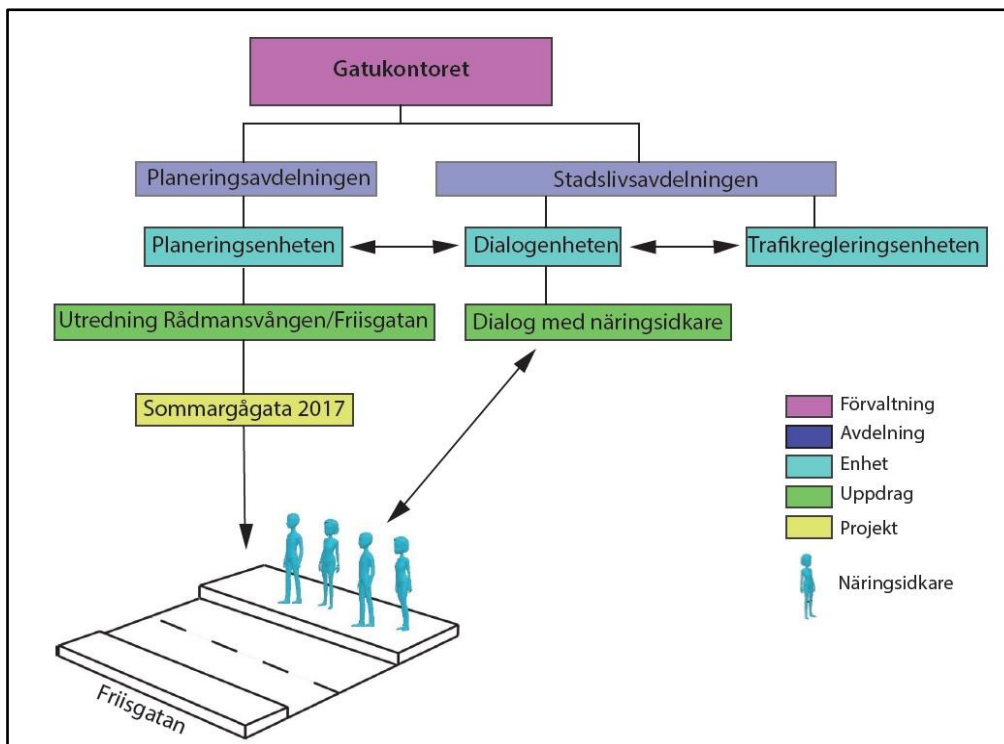 Gatukontoret
Planeringsavdelningen
Stadslivsavdelningen
Planeringsenheten
Dialogenheten
Trafikregleringsenheten
Utredning Rådmansvången/Friisgatan
Dialog med näringsidkare
Sommargågata 2017
Förvaltning
Avdelning
Enhet
Uppdrag
Projekt
Näringsidkare
Friisgatan